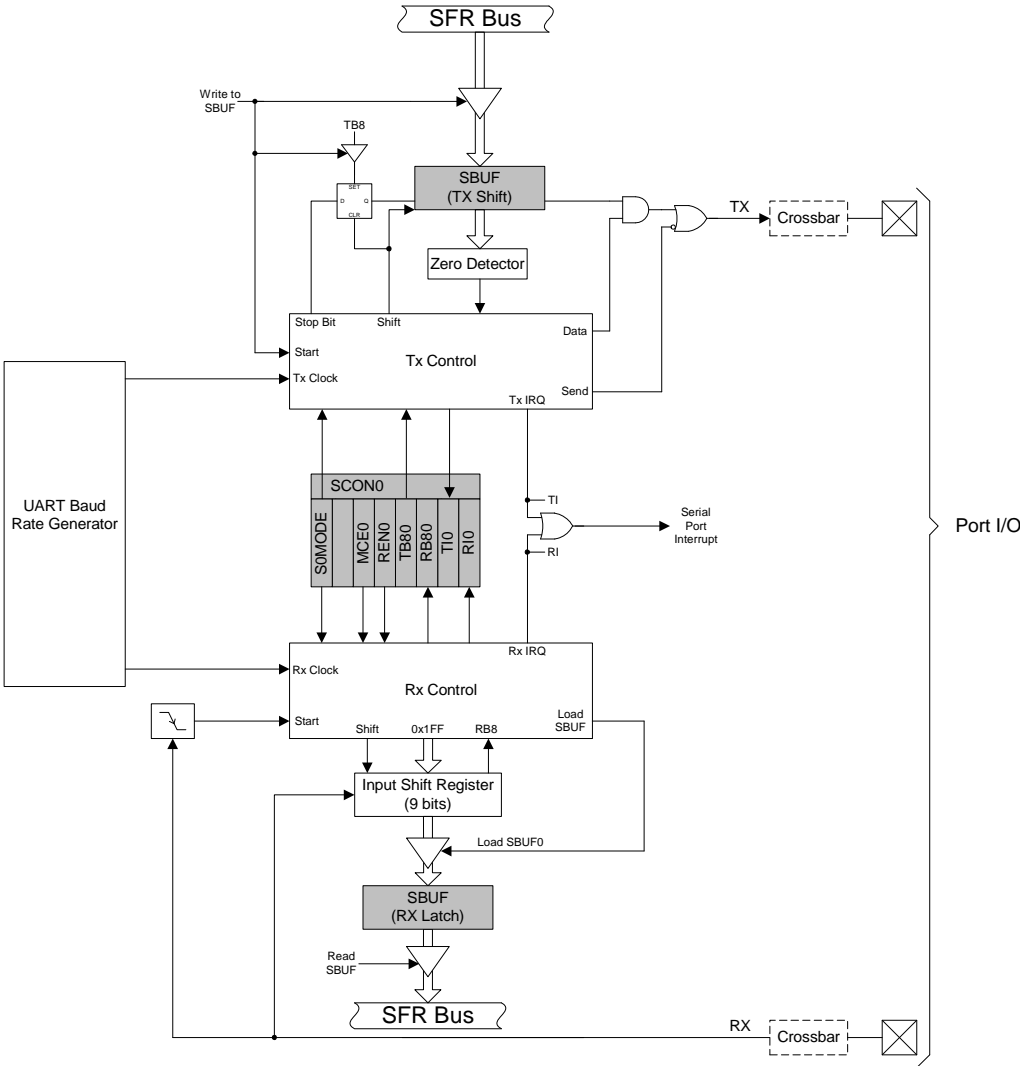 SFR Bus
Write to
SBUF
TB8
SET
D
Q
CLR
SBUF
(TX Shift)
TX
Crossbar
Zero Detector
Stop Bit
Shift
Data
Start
Tx Control
Tx Clock
Send
Tx IRQ
UART Baud
Rate Generator
SCON0
S0MODE
MCE0
REN0
TB80
RB80
TI0
RI0
TI
Serial
Port
Interrupt
RI
Port I/O
Rx IRQ
Rx Clock
Rx Control
Start
Load
SBUF
Shift
0x1FF
RB8
Input Shift Register
(9 bits)
Load SBUF0
SBUF
(RX Latch)
Read
SBUF
SFR Bus
RX
Crossbar